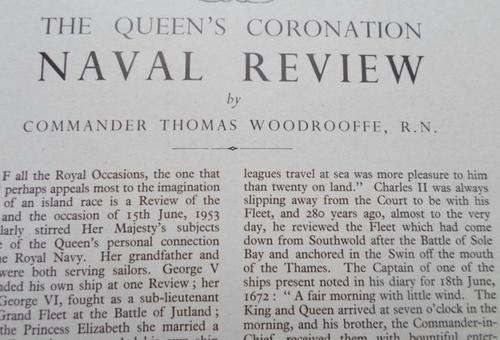 THE QUEEN'S CORONATION
NAVAL REVIEW
by
COMMANDER THOMAS WOODROOFFE, R.N.
F all the Royal Occasions, the one that
perhaps appeals most to the imagination
of an island race is a Review of the
and the occasion of 15th June, 1953
larly stirred Her Majesty's subjects
of the Queen's personal connection
Royal Navy. Her grandfather and
were both serving sailors. George V
nded his own ship at one Review; her
George VI, fought as a sub-lieutenant
Grand Fleet at the Battle of Jutland;
the Princess Elizabeth she married a
leagues travel at sea was more pleasure to him
than twenty on land." Charles II was always
slipping away from the Court to be with his
Fleet, and 280 years ago, almost to the very
day, he reviewed the Fleet which had come
down from Southwold after the Battle of Sole
Bay and anchored in the Swin off the mouth
of the Thames. The Captain of one of the
ships present noted in his diary for 18th June,
1672: "A fair morning with little wind. The
King and Queen arrived at seven o'clock in the
morning, and his brother, the Commander-in-
Chief, received them with bountiful enter-